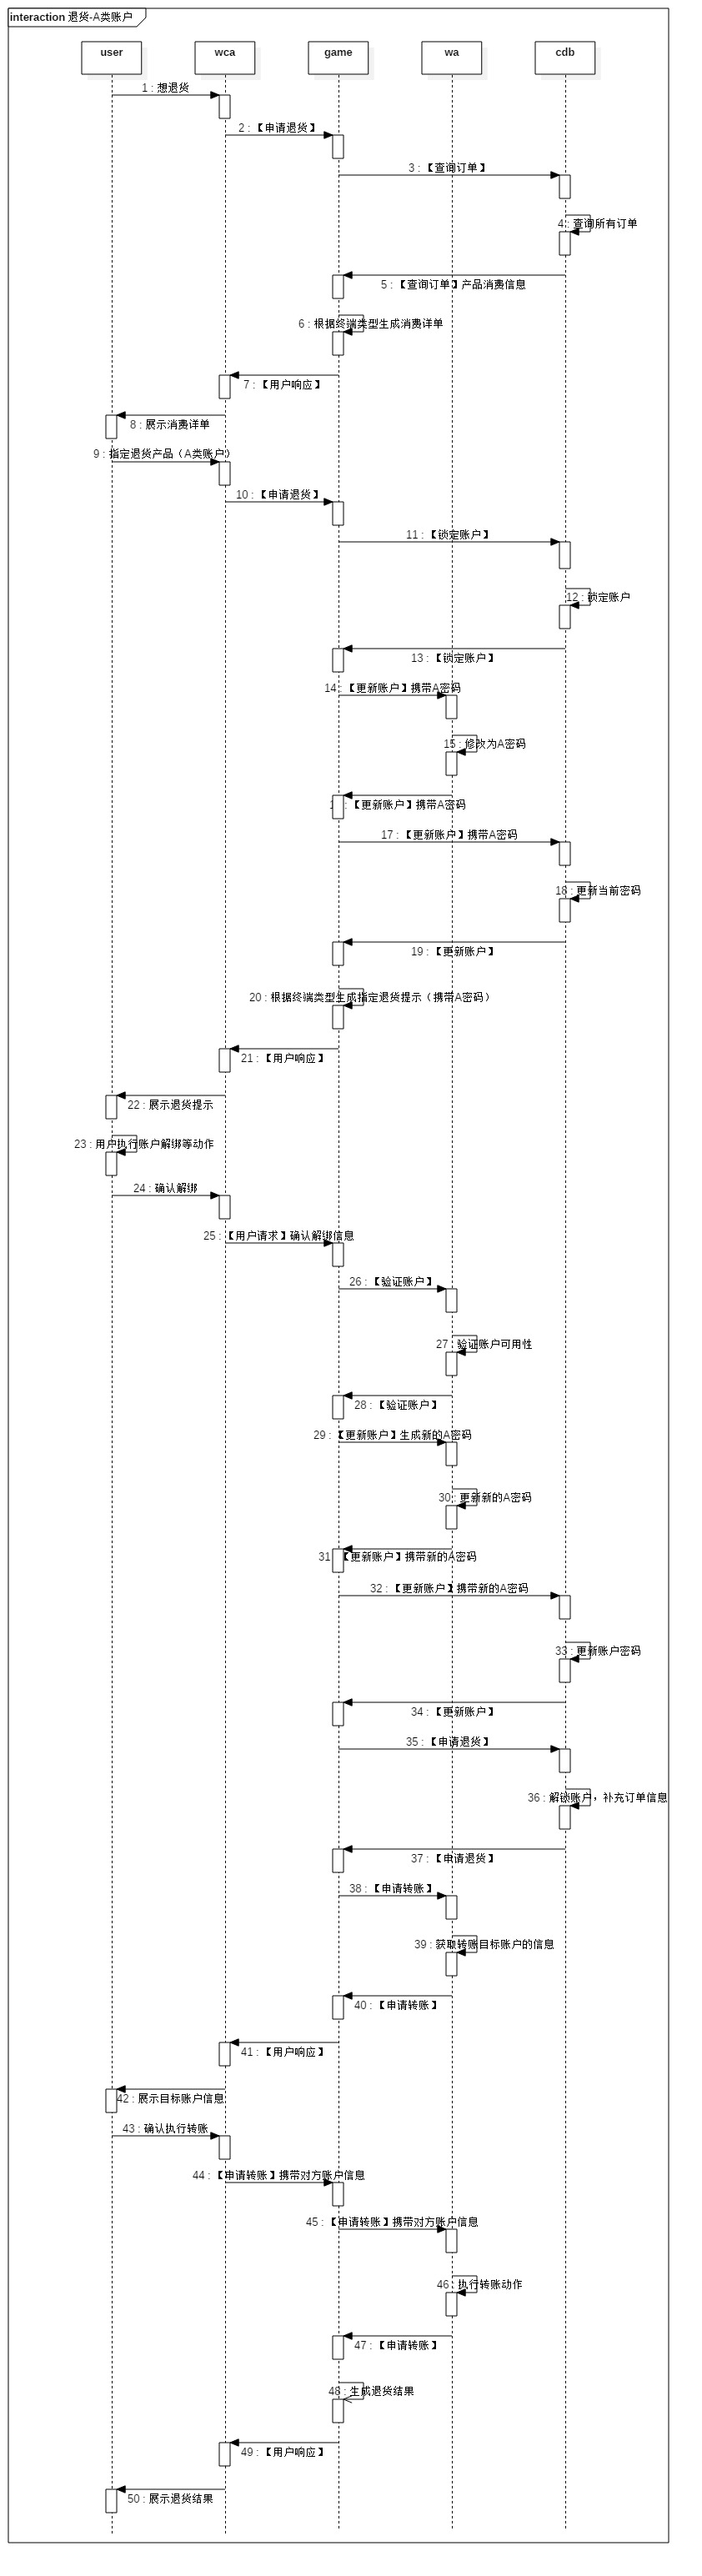 interaction 退货-A类账户
user
wca
game
wa
cdb
1 : 想退货
2 : 【申请退货】
3 : 【查询订单】
4 : 查询所有订单
5 : 【查询订单】产品消费信息
6 : 根据终端类型生成消费详单
7 : 【用户响应】
8 : 展示消费详单
9 : 指定退货产品（A类账户）
10 : 【申请退货】
11 : 【锁定账户】
12 : 锁定账户
13 : 【锁定账户】
14 : 【更新账户】携带A密码
15 : 修改为A密码
【更新账户】携带A密码
17 : 【更新账户】携带A密码
18 : 更新当前密码
19 : 【更新账户】
20 : 根据终端类型生成指定退货提示（携带A密码）
21 : 【用户响应】
22 : 展示退货提示
23 : 用户执行账户解绑等动作
24 : 确认解绑
25 : 【用户请求】确认解绑信息
26 : 【验证账户】
27 : 验证账户可用性
28 : 【验证账户】
29 : 【更新账户】生成新的A密码
30 : 更新新的A密码
31 : 【更新账户】携带新的A密码
32 : 【更新账户】携带新的A密码
33 : 更新账户密码
34 : 【更新账户】
35 : 【申请退货】
36 : 解锁账户，补充订单信息
37 : 【申请退货】
38 : 【申请转账】
39 : 获取转账目标账户的信息
40 : 【申请转账】
41 : 【用户响应】
42 : 展示目标账户信息
43 : 确认执行转账
44 : 【申请转账】携带对方账户信息
45 : 【申请转账】携带对方账户信息
46 : 执行转账动作
47 : 【申请转账】
48 : 生成退货结果
49 : 【用户响应】
50 : 展示退货结果